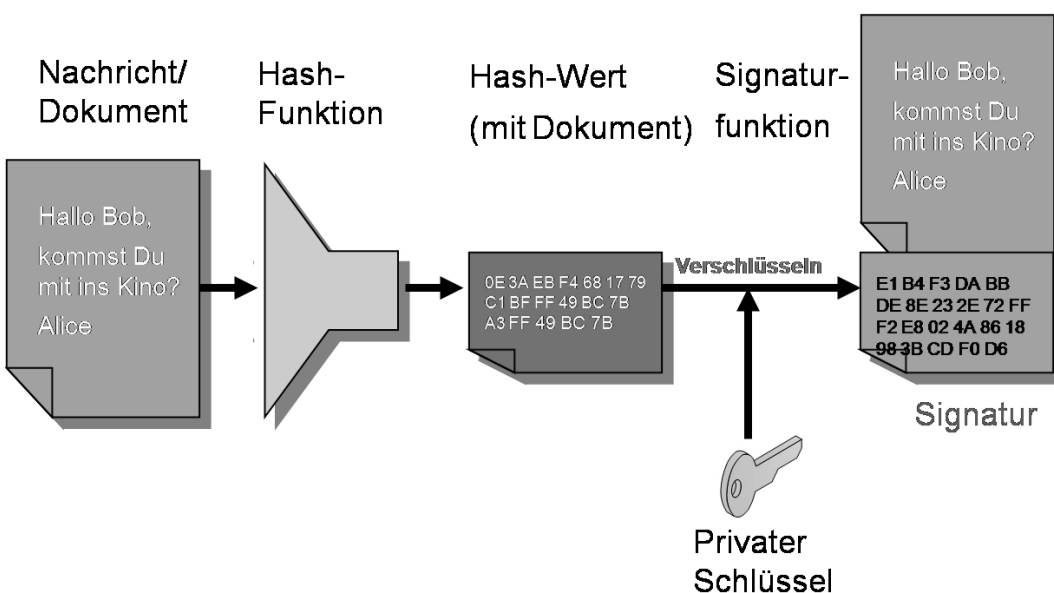 Nachricht/
Dokument
Hash-
Funktion
Hash-Wert
(mit Dokument)
Signatur-
funktion
Hallo Bob,
kommst Du
mit ins Kino?
Alice
Hallo Bob,
kommst Du
mit ins Kino?
Alice
0E 3A EB F4 68 17 79
C1 BF FF 49 BC 7B
A3 FF 49 BC 7B
Verschlüsseln
E1 B4 F3 DA BB
DE 8E 23 2E 72 FF
F2 E8 02 4A 86 18
98 3B CD F0 D6
Signatur
Privater
Schlüssel